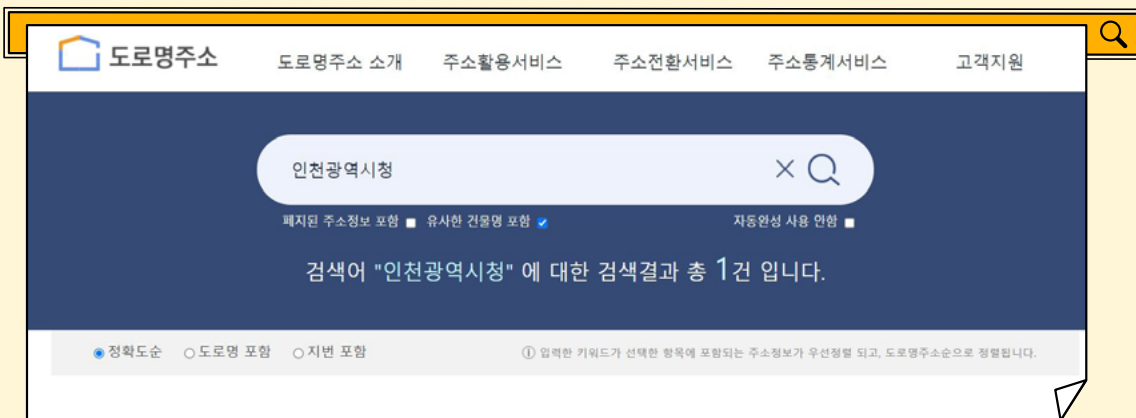 도로명주소
도로명주소 소개 주소활용서비스 주소전환서비스 주소통계서비스 고객지원
인천광역시청
폐지된 주소정보 포함 유사한 건물명 포함 자동완성 사용 안함
검색어 "인천광역시청" 에 대한 검색결과 총 1건 입니다.
정확도순 도로명 포함 지번 포함
입력한 키워드가 선택한 항목에 포함되는 주소정보가 우선정렬 되고, 도로명주소순으로 정렬됩니다.